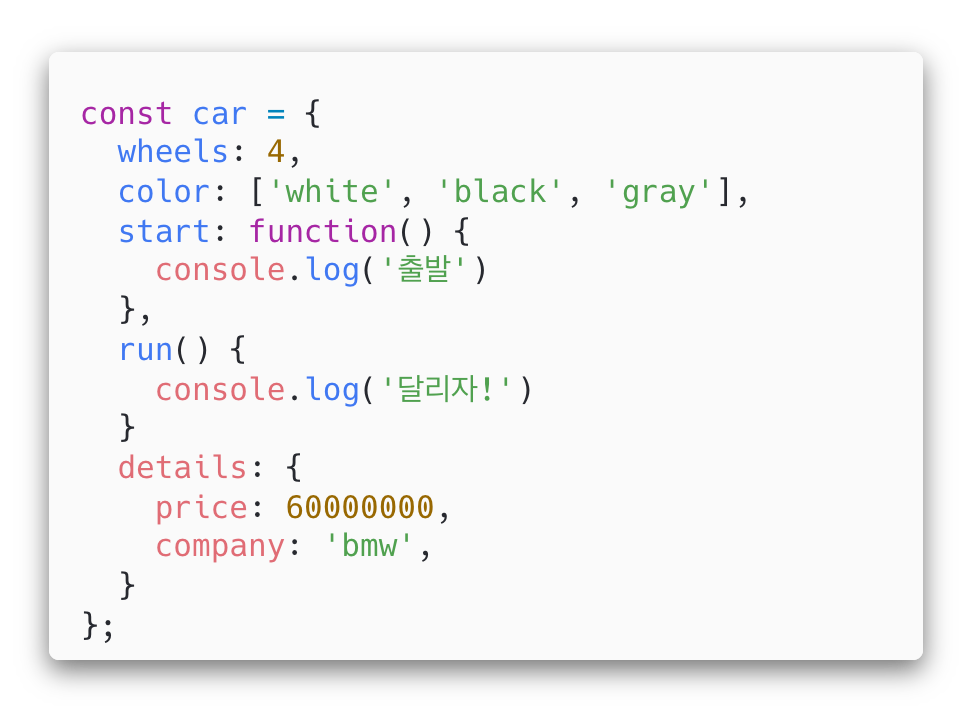 const car = {
  wheels: 4,
  color: ['white', 'black', 'gray'],
  start: function() {
    console.log('출발')
  },
  run() {
    console.log('달리자!')
  }
  details: {
    price: 60000000,
    company: 'bmw',
  }
};